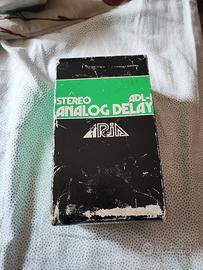 STEREO ADL-1
ANALOG DELAY
ARIA